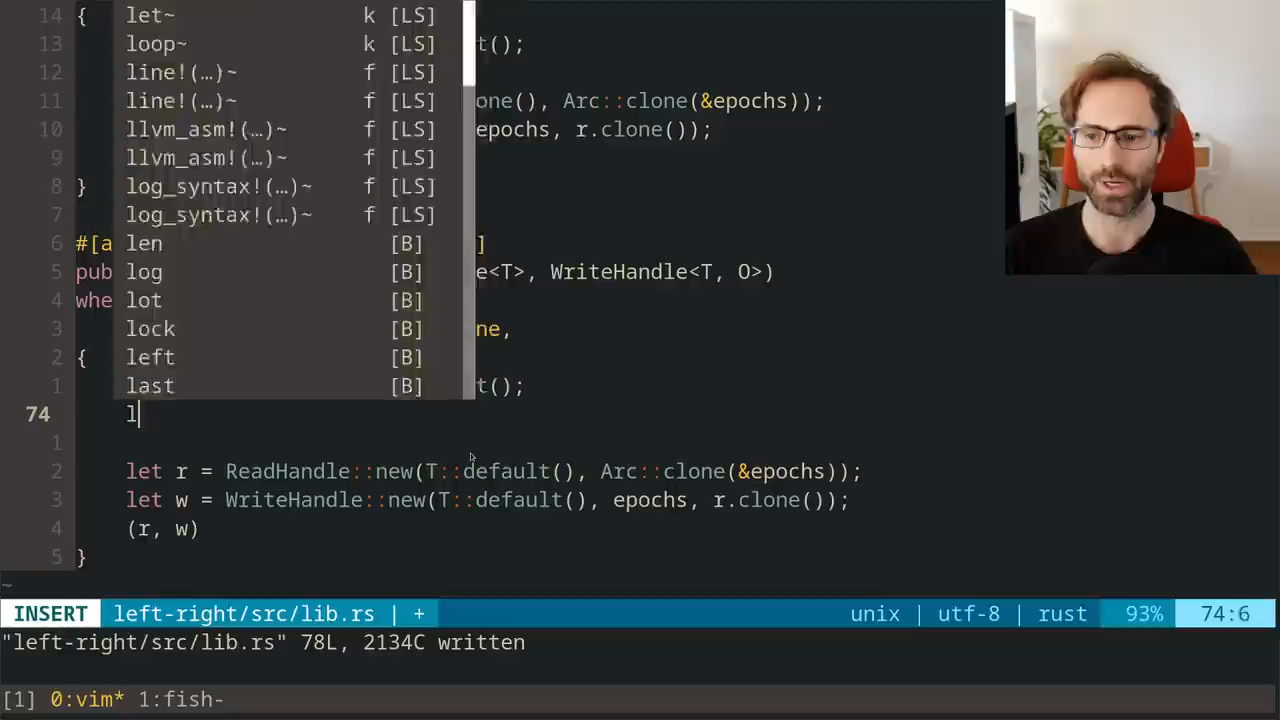 14 { let~ k [LS]
13 loop~ k [LS] t();
12 line!(…)~ f [LS]
11 line!(…)~ f [LS] one(), Arc::clone(&epochs));
10 llvm_asm!(…)~ f [LS] epochs, r.clone());
9 llvm_asm!(…)~ f [LS]
8 } log_syntax!(…)~ f [LS]
7 log_syntax!(…)~ f [LS]
6 #[a len [B] ]
5 pub log [B] e<T>, WriteHandle<T, O>)
4 whe lot [B]
3 lock [B] ne,
2 { left [B]
1 last [B] t();
74 l
1
2 let r = ReadHandle::new(T::default(), Arc::clone(&epochs));
3 let w = WriteHandle::new(T::default(), epochs, r.clone());
4 (r, w)
5 }
~
INSERT left-right/src/lib.rs | + unix | utf-8 | rust 93% 74:6
"left-right/src/lib.rs" 78L, 2134C written
[1] 0:vim* 1:fish-